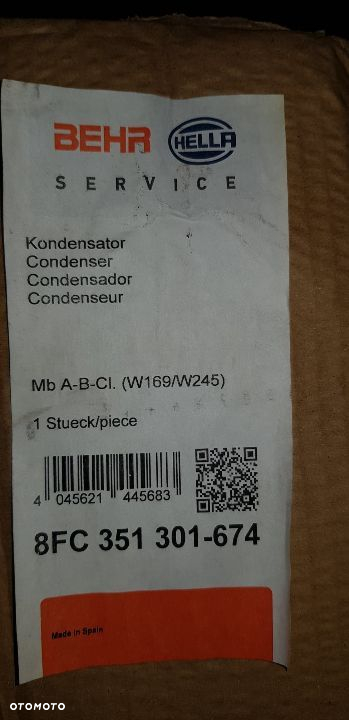 BEHR HELLA
SERVICE
Kondensator
Condenser
Condensador
Condenseur
Mb A-B-Cl. (W169/W245)
1 Stueck/piece
4 045621 445683
8FC 351 301-674
Made in Spain
OTOMOTO